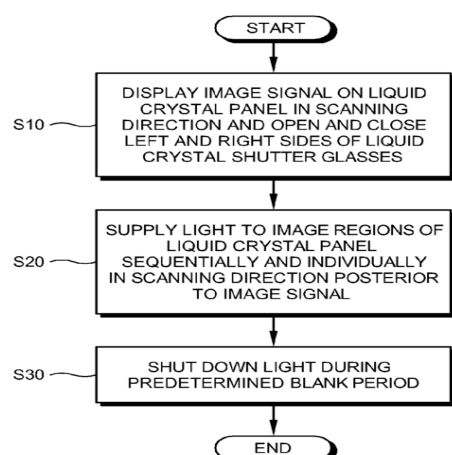 START
S10
DISPLAY IMAGE SIGNAL ON LIQUID
CRYSTAL PANEL IN SCANNING
DIRECTION AND OPEN AND CLOSE
LEFT AND RIGHT SIDES OF LIQUID
CRYSTAL SHUTTER GLASSES
S20
SUPPLY LIGHT TO IMAGE REGIONS OF
LIQUID CRYSTAL PANEL
SEQUENTIALLY AND INDIVIDUALLY
IN SCANNING DIRECTION POSTERIOR
TO IMAGE SIGNAL
S30
SHUT DOWN LIGHT DURING
PREDETERMINED BLANK PERIOD
END